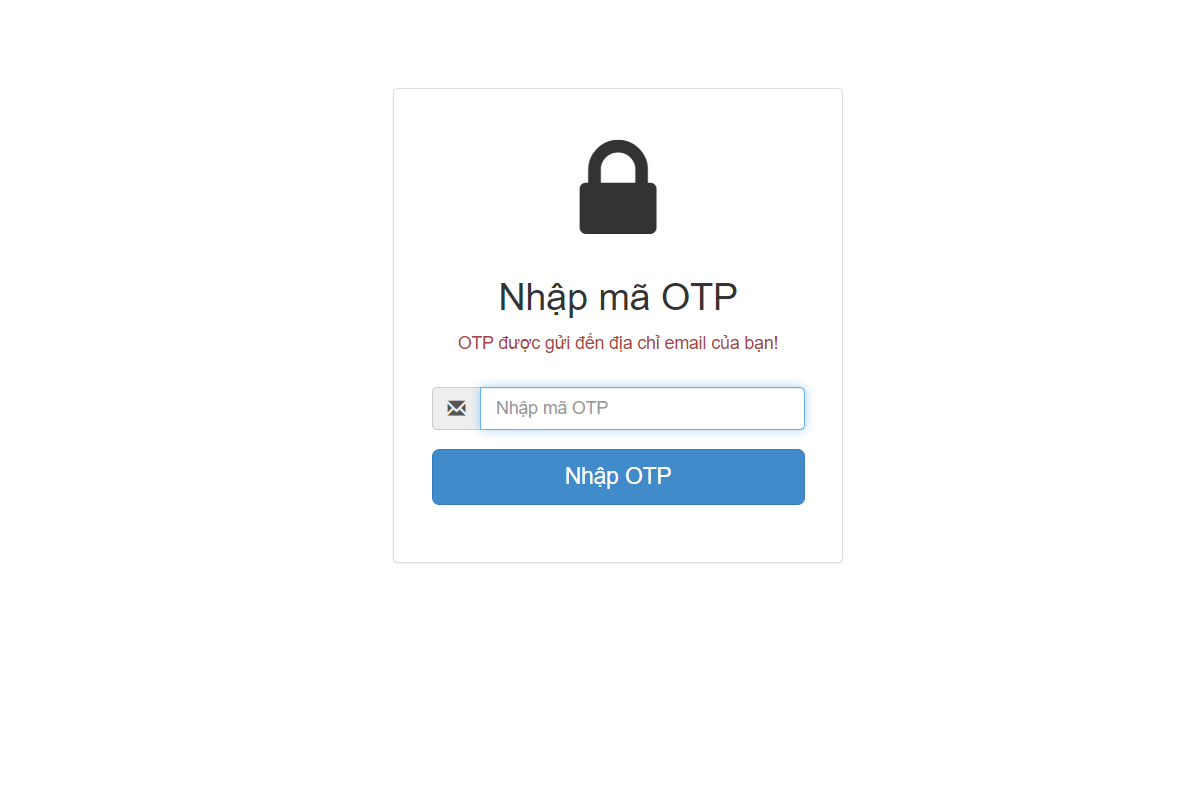 Nhập mã OTP
OTP được gửi đến địa chỉ email của bạn!
Nhập mã OTP
Nhập OTP